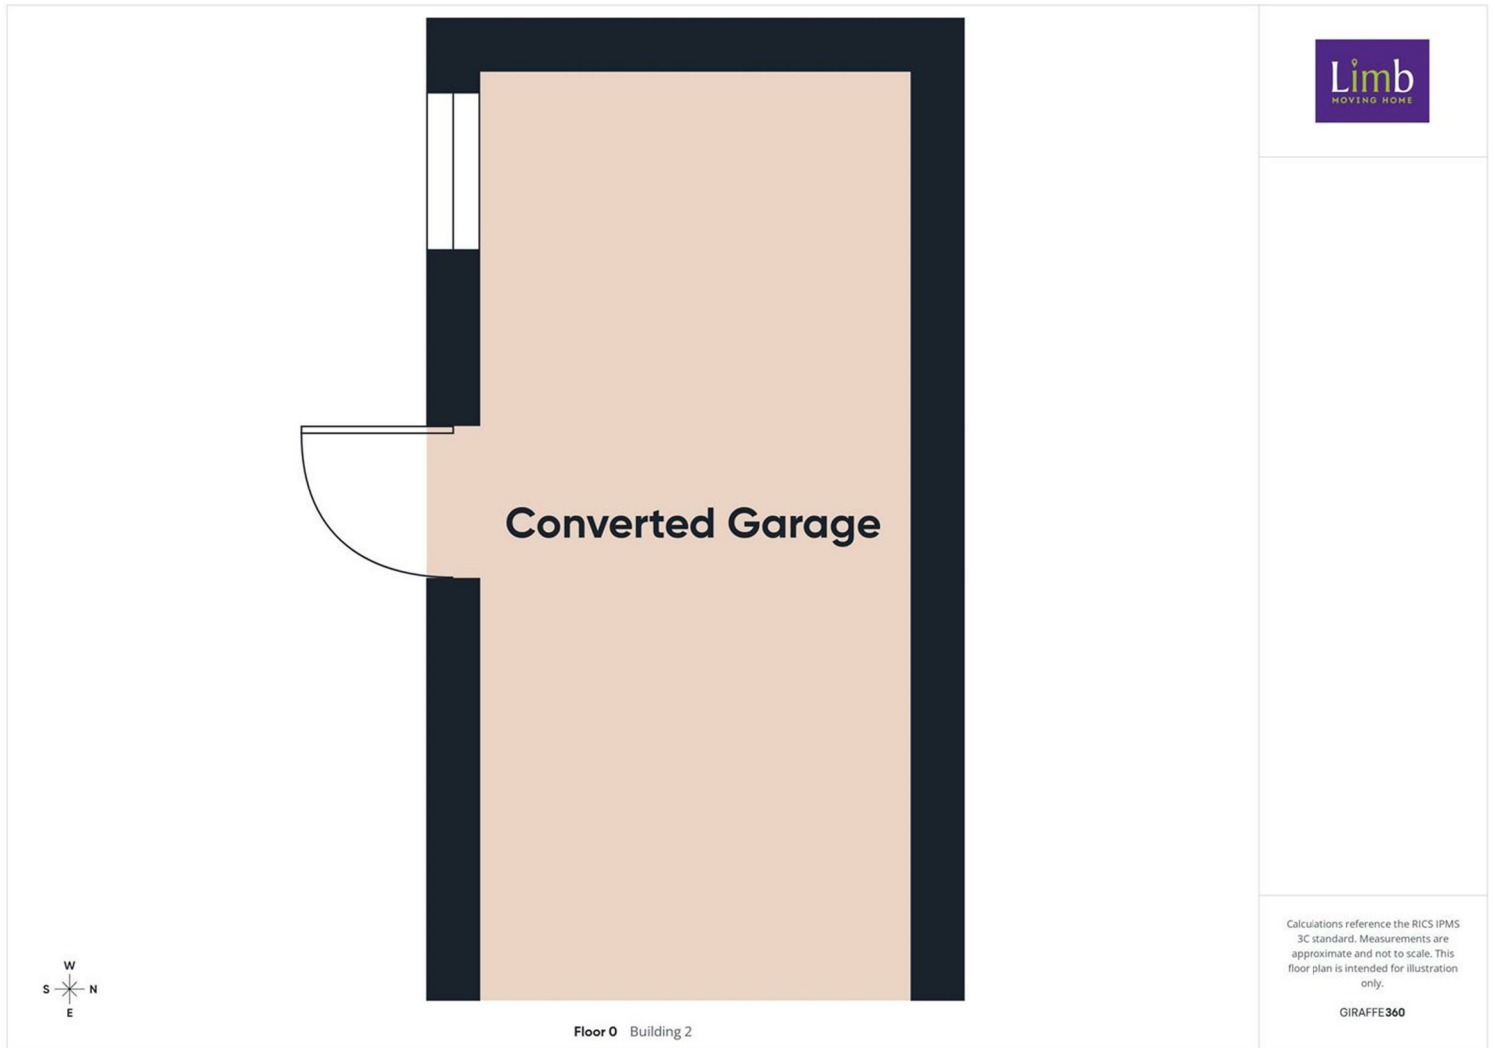 Limb
MOVING HOME
Converted Garage
W
S N
E
Floor 0 Building 2
Calculations reference the RICS IPMS
3C standard. Measurements are
approximate and not to scale. This
floor plan is intended for illustration
only.
GIRAFFE360